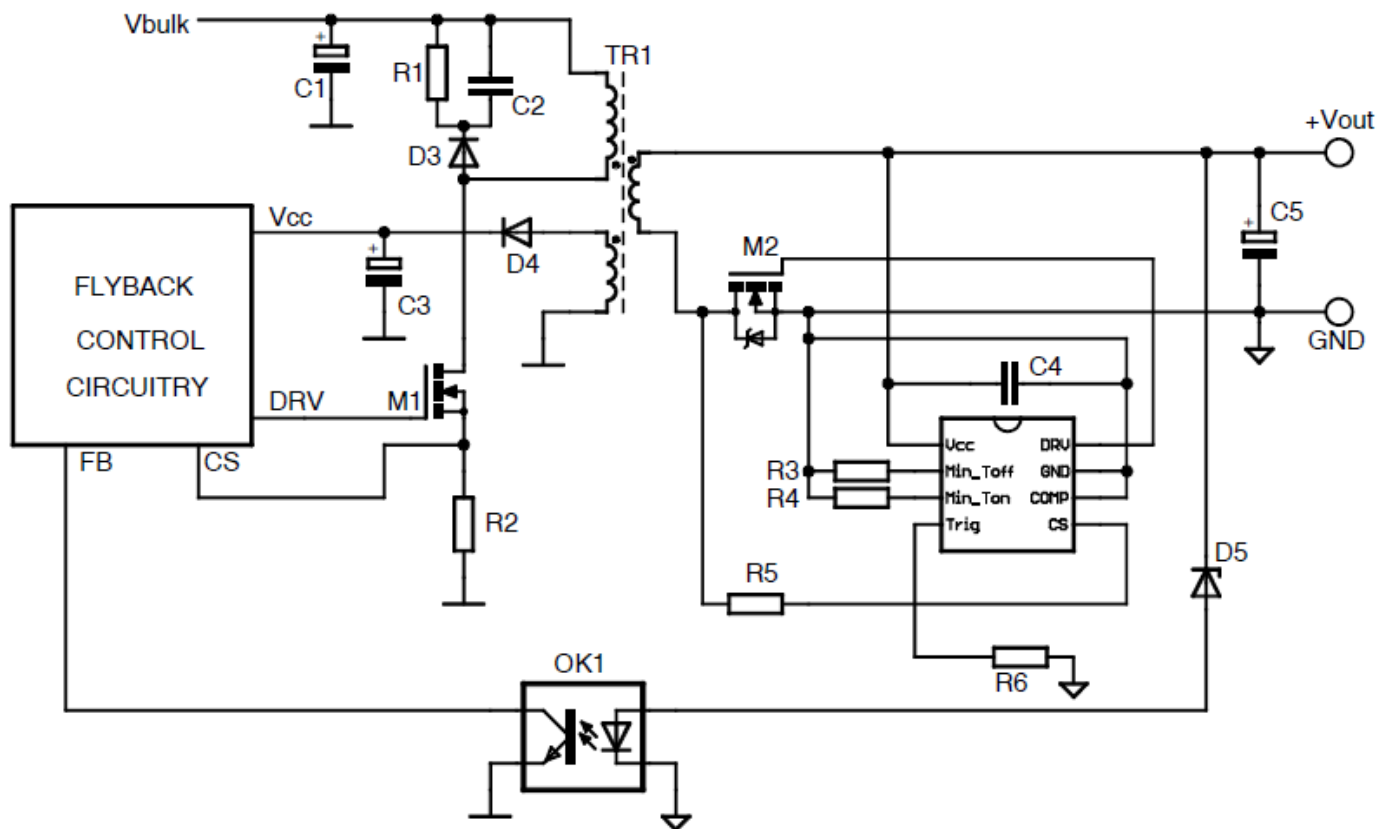 Vbulk
TR1
R1
C1
C2
+Vout
D3
Vcc
C5
M2
FLYBACK
D4
C3
CONTROL
GND
CIRCUITRY
C4
DRV
M1
Vcc
DRV
FB
CS
R3
Min_Toff
GND
R4
Min_Ton
COMP
R2
Trig
CS
D5
R5
OK1
R6